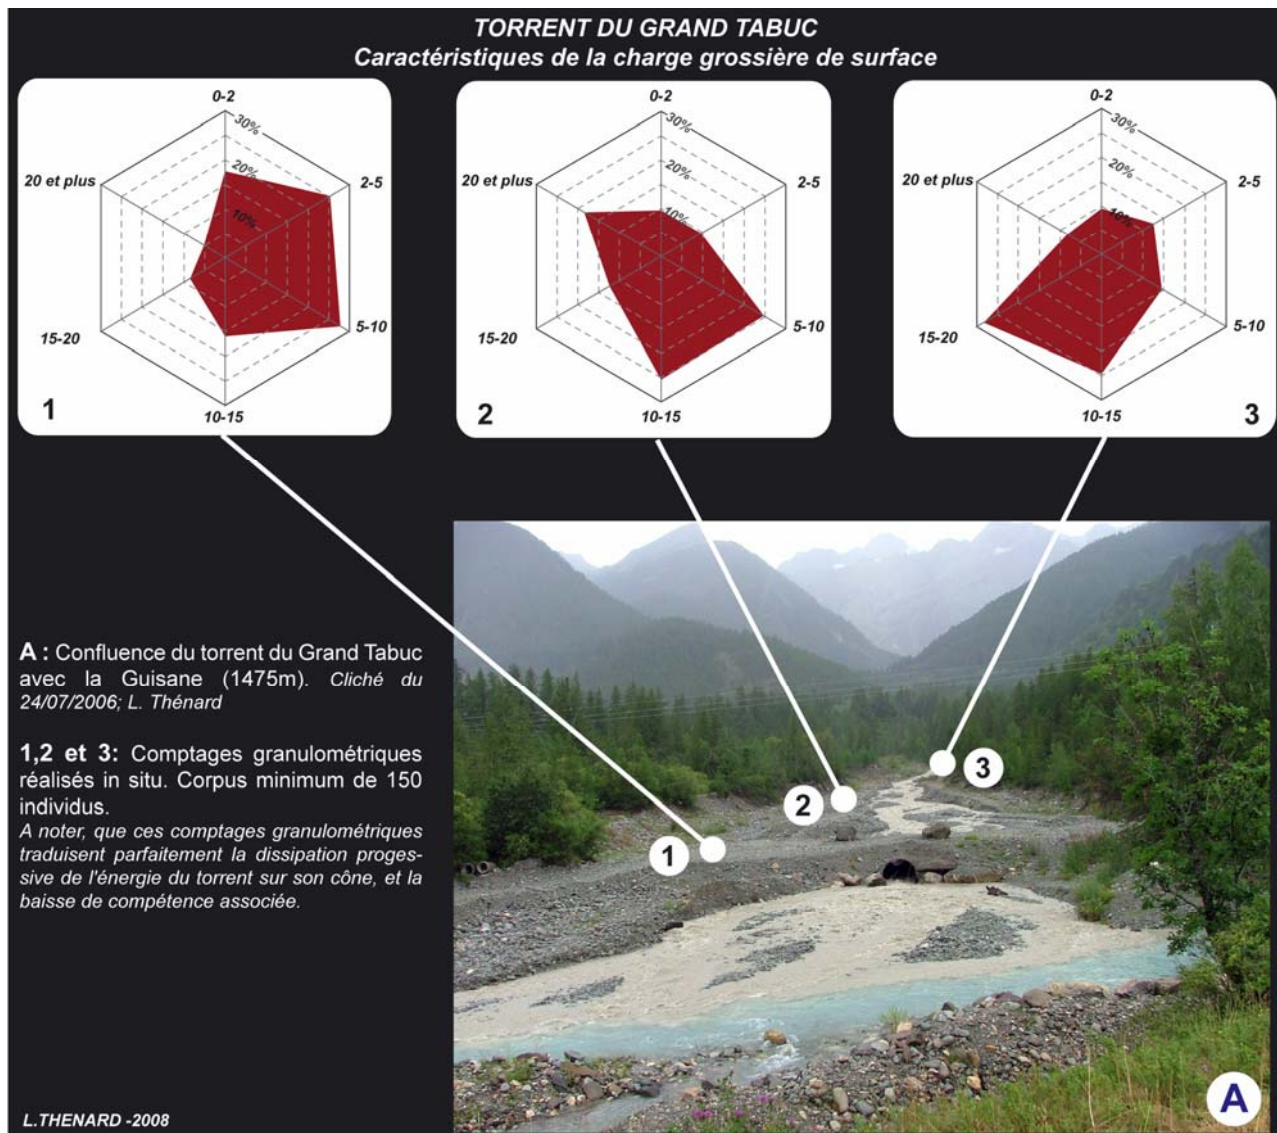 TORRENT DU GRAND TABUC
Caractéristiques de la charge grossière de surface
0-2
30%
20%
10%
2-5
5-10
10-15
15-20
20 et plus
1
0-2
30%
20%
10%
2-5
5-10
10-15
15-20
20 et plus
2
0-2
30%
20%
10%
2-5
5-10
10-15
15-20
20 et plus
3
A : Confluence du torrent du Grand Tabuc
avec la Guisane (1475m). Cliché du
24/07/2006; L. Thénard
1,2 et 3: Comptages granulométriques
réalisés in situ. Corpus minimum de 150
individus.
A noter, que ces comptages granulométriques
traduisent parfaitement la dissipation proges-
sive de l'énergie du torrent sur son cône, et la
baisse de compétence associée.
1
2
3
A
L.THENARD -2008